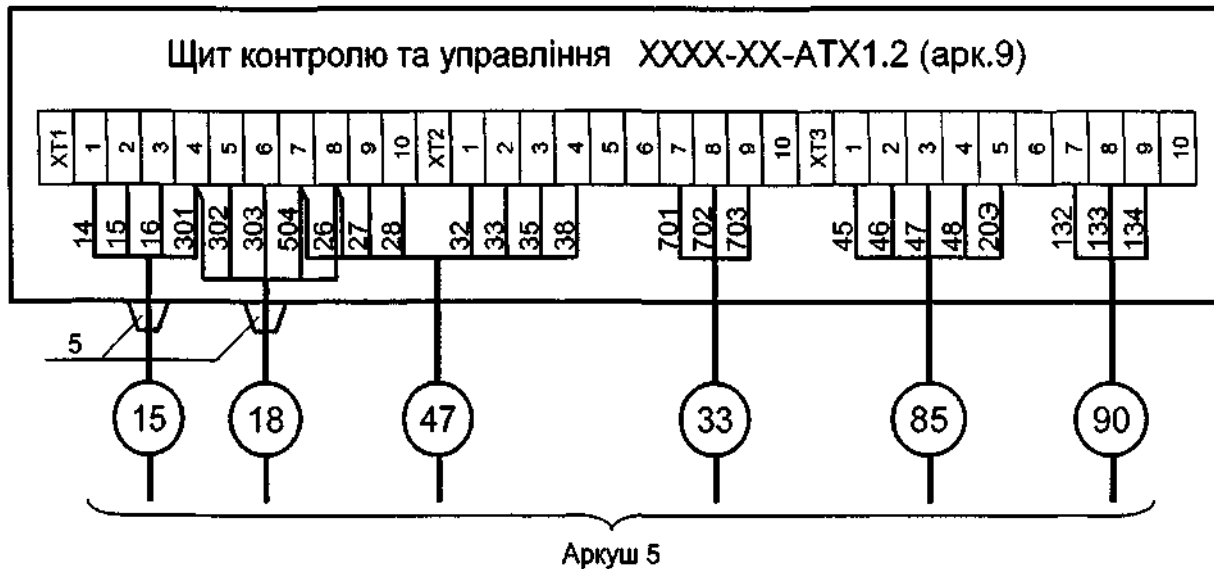 Щит контролю та управління XXXX-XX-ATX1.2 (арк.9)
XT1 1 2 3 4 5 6 7 8 9 10 XT2 1 2 3 4 5 6 7 8 9 10 XT3 1 2 3 4 5 6 7 8 9 10
14 15 16 301 302 303 504 26 27 28 32 33 35 38 701 702 703 45 46 47 48 203 132 133 134
5
15 18 47 33 85 90
Аркуш 5